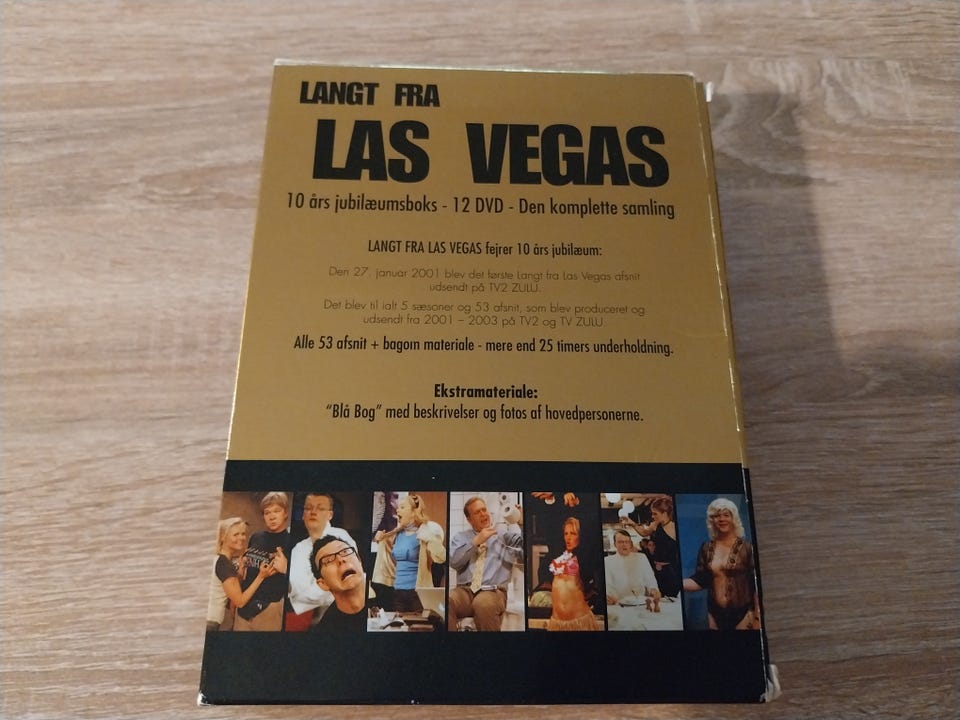 LANGT FRA
LAS VEGAS
10 års jubilæumsboks - 12 DVD - Den komplette samling
LANGT FRA LAS VEGAS fejrer 10 års jubilæum:
Den 27. januar 2001 blev det første Langt fra Las Vegas afsnit
udsendt på TV2 ZULU.
Det blev til ialt 5 sæsoner og 53 afsnit, som blev produceret og
udsendt fra 2001 – 2003 på TV2 og TV ZULU.
Alle 53 afsnit + bagom materiale - mere end 25 timers underholdning.
Ekstramateriale:
"Blå Bog" med beskrivelser og fotos af hovedpersonerne.